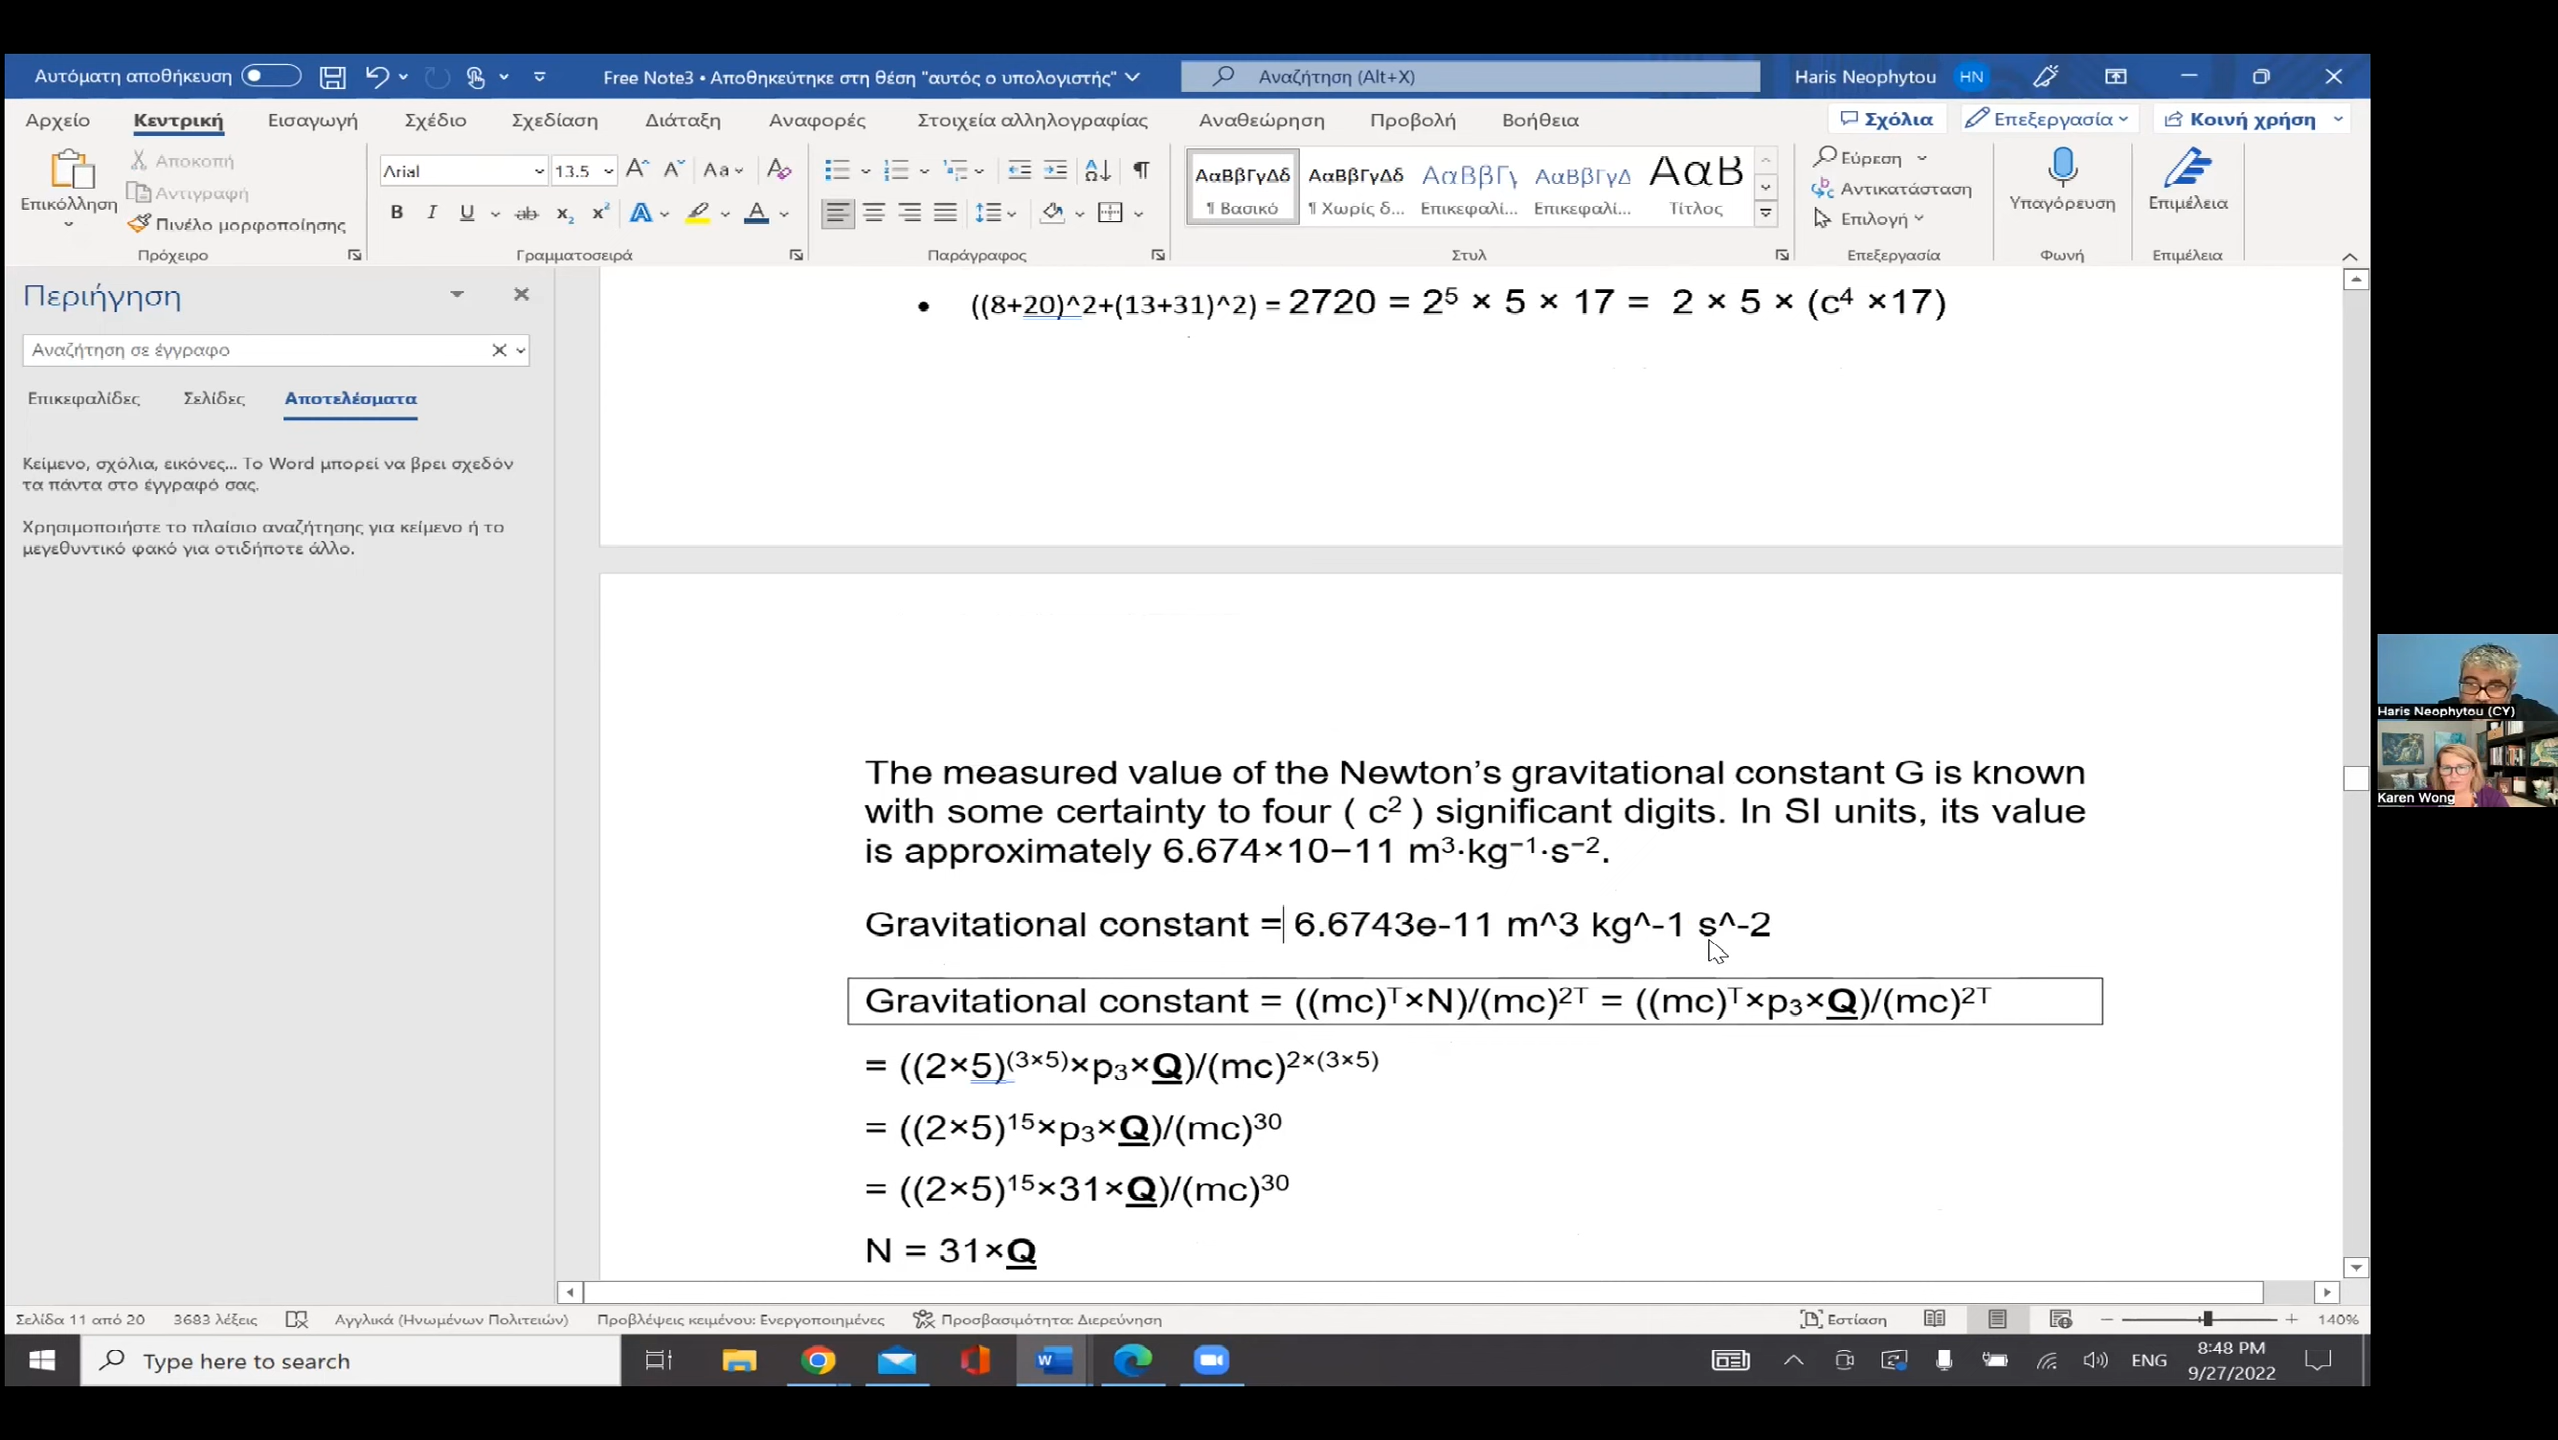 Αυτόματη αποθήκευση
Free Note3 • Αποθηκεύτηκε στη θέση "αυτός ο υπολογιστής"
Αναζήτηση (Alt+X)
Haris Neophytou HN
Αρχείο Κεντρική Εισαγωγή Σχέδιο Σχεδίαση Διάταξη Αναφορές Στοιχεία αλληλογραφίας Αναθεώρηση Προβολή Βοήθεια Σχόλια Επεξεργασία Κοινή χρήση
Επικόλληση
Αποκοπή
Αντιγραφή
Πινέλο μορφοποίησης
Πρόχειρο
Arial 13.5
Γραμματοσειρά
Παράγραφος
ΑαΒβΓγΔδ ΑαΒβΓγΔδ ΑαΒβΓγ ΑαΒβΓγΔ ΑαΒ
¶ Βασικό ¶ Χωρίς δ... Επικεφαλί... Επικεφαλί... Τίτλος
Στυλ
Εύρεση
Αντικατάσταση
Επιλογή
Επεξεργασία
Υπαγόρευση
Φωνή
Επιμέλεια
Επιμέλεια
Περιήγηση
Αναζήτηση σε έγγραφο
Επικεφαλίδες Σελίδες Αποτελέσματα
Κείμενο, σχόλια, εικόνες... Το Word μπορεί να βρει σχεδόν
τα πάντα στο έγγραφό σας.
Χρησιμοποιήστε το πλαίσιο αναζήτησης για κείμενο ή το
μεγεθυντικό φακό για οτιδήποτε άλλο.
• ((8+20)^2+(13+31)^2) = 2720 = 2⁵ × 5 × 17 = 2 × 5 × (c⁴ ×17)
The measured value of the Newton’s gravitational constant G is known
with some certainty to four ( c² ) significant digits. In SI units, its value
is approximately 6.674×10−11 m³·kg⁻¹·s⁻².
Gravitational constant = 6.6743e-11 m^3 kg^-1 s^-2
Gravitational constant = ((mc)ᵀ×N)/(mc)²ᵀ = ((mc)ᵀ×p₃×Q)/(mc)²ᵀ
= ((2×5)⁽³ˣ⁵⁾×p₃×Q)/(mc)²ˣ⁽³ˣ⁵⁾
= ((2×5)¹⁵×p₃×Q)/(mc)³⁰
= ((2×5)¹⁵×31×Q)/(mc)³⁰
N = 31×Q
Haris Neophytou (CY)
Karen Wong
Σελίδα 11 από 20 3683 λέξεις Αγγλικά (Ηνωμένων Πολιτειών) Προβλέψεις κειμένου: Ενεργοποιημένες Προσβασιμότητα: Διερεύνηση Εστίαση 140%
Type here to search
ENG
8:48 PM
9/27/2022